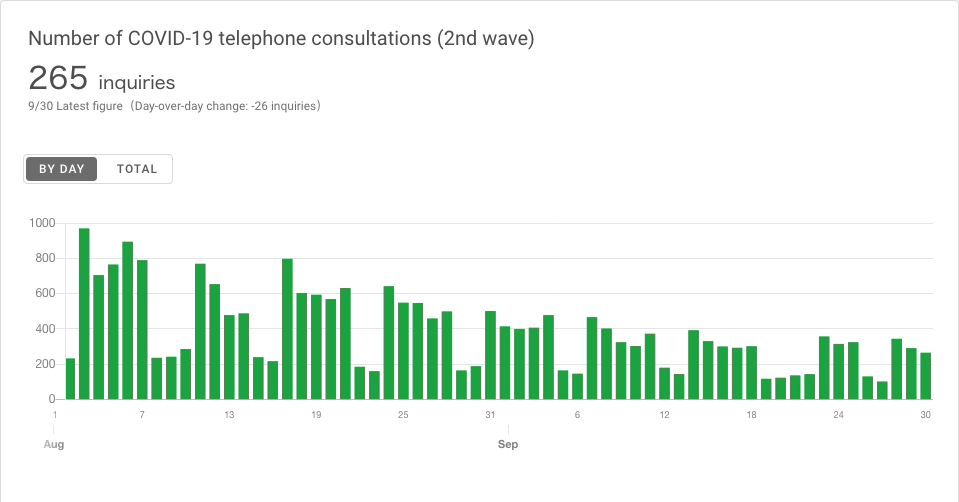 Number of COVID-19 telephone consultations (2nd wave)
265 inquiries
9/30 Latest figure（Day-over-day change: -26 inquiries）
BY DAY TOTAL
1000
800
600
400
200
0
1 7 13 19 25 31 6 12 18 24 30
Aug Sep